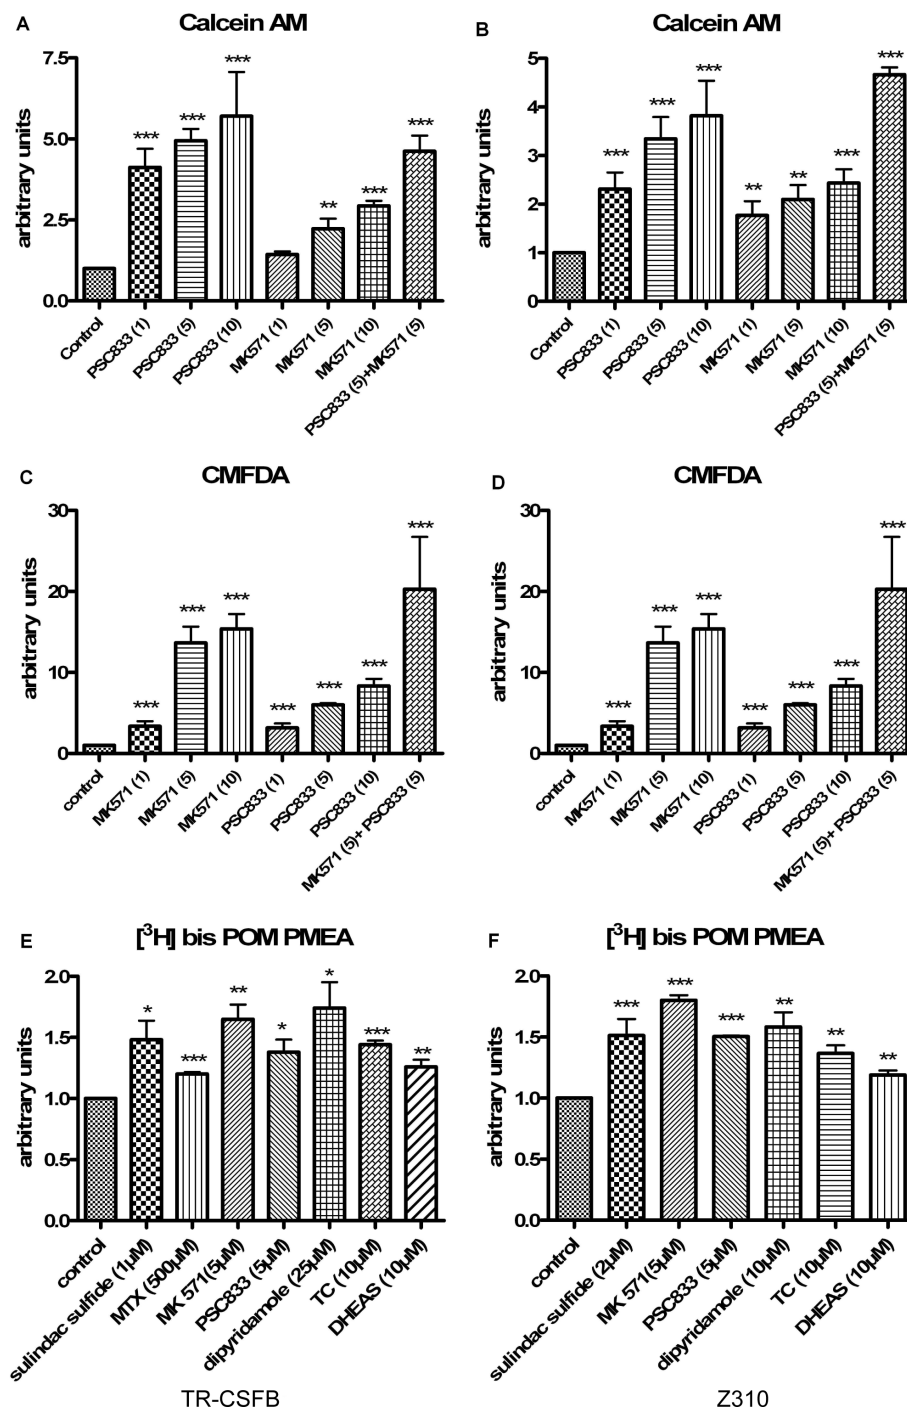 A
Calcein AM
arbitrary units
7.5
5.0
2.5
0.0
*** *** *** ** *** ***
Control
PSC833 (1)
PSC833 (5)
PSC833 (10)
MK571 (1)
MK571 (5)
MK571 (10)
PSC833 (5)+MK571 (5)
B
Calcein AM
arbitrary units
5
4
3
2
1
0
*** *** *** ** ** *** ***
Control
PSC833 (1)
PSC833 (5)
PSC833 (10)
MK571 (1)
MK571 (5)
MK571 (10)
PSC833 (5)+MK571 (5)
C
CMFDA
arbitrary units
30
20
10
0
*** *** *** *** *** *** ***
control
MK571 (1)
MK571 (5)
MK571 (10)
PSC833 (1)
PSC833 (5)
PSC833 (10)
MK571 (5)+ PSC833 (5)
D
CMFDA
arbitrary units
30
20
10
0
*** *** *** *** *** *** ***
control
MK571 (1)
MK571 (5)
MK571 (10)
PSC833 (1)
PSC833 (5)
PSC833 (10)
MK571 (5)+ PSC833 (5)
E
[³H] bis POM PMEA
arbitrary units
2.0
1.5
1.0
0.5
0.0
* *** ** * * *** **
control
sulindac sulfide (1µM)
MTX (500µM)
MK 571(5µM)
PSC833 (5µM)
dipyridamole (25µM)
TC (10µM)
DHEAS (10µM)
TR-CSFB
F
[³H] bis POM PMEA
arbitrary units
2.0
1.5
1.0
0.5
0.0
*** *** *** ** ** **
control
sulindac sulfide (2µM)
MK 571(5µM)
PSC833 (5µM)
dipyridamole (10µM)
TC (10µM)
DHEAS (10µM)
Z310